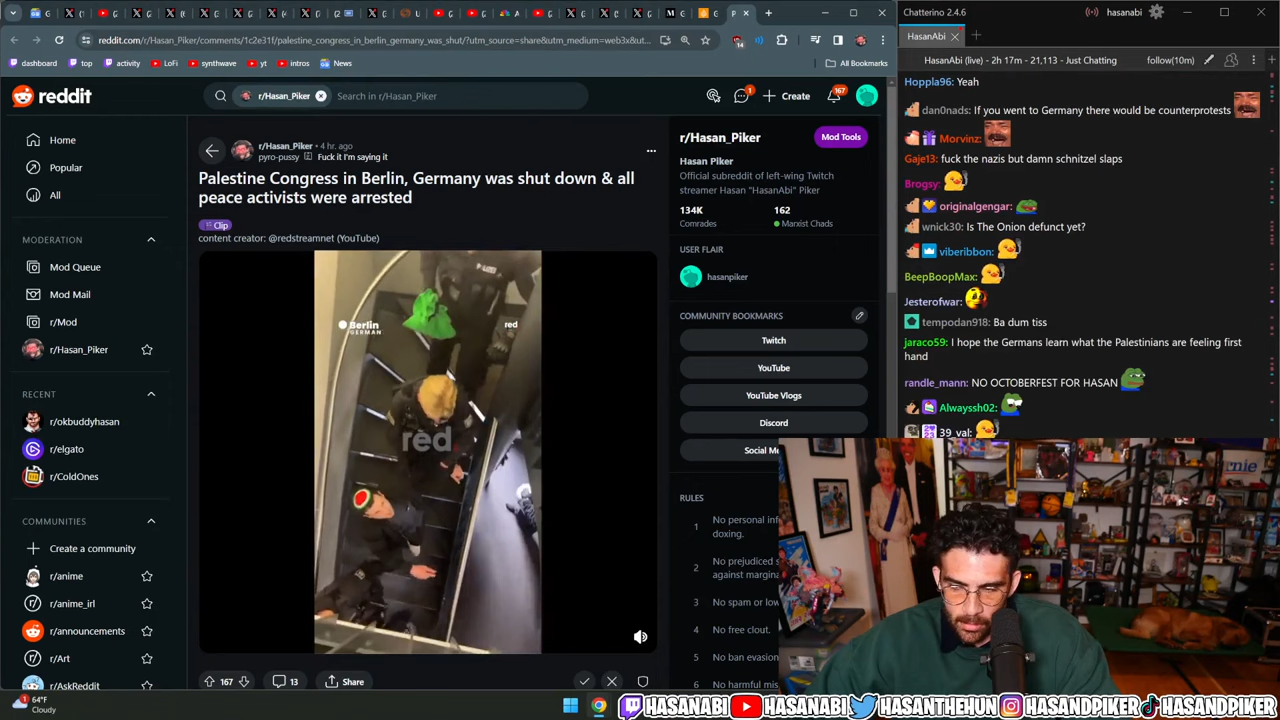 reddit.com/r/Hasan_Piker/comments/1c2e31f/palestine_congress_in_berlin_germany_was_shut/?utm_source=share&utm_medium=web3x&utm_...
14
dashboard
top
activity
LoFi
synthwave
yt
intros
News
All Bookmarks
reddit
r/Hasan_Piker
Search in r/Hasan_Piker
1
Create
167
Home
Popular
All
MODERATION
Mod Queue
Mod Mail
r/Mod
r/Hasan_Piker
RECENT
r/okbuddyhasan
r/elgato
r/ColdOnes
COMMUNITIES
Create a community
r/anime
r/anime_irl
r/announcements
r/Art
r/AskReddit
r/Hasan_Piker • 4 hr. ago
pyro-pussy Fuck it I'm saying it
Palestine Congress in Berlin, Germany was shut down & all
peace activists were arrested
Clip
content creator: @redstreamnet (YouTube)
Berlin
GERMAN
red
red
167
13
Share
r/Hasan_Piker
Mod Tools
Hasan Piker
Official subreddit of left-wing Twitch
streamer Hasan "HasanAbi" Piker
134K
Comrades
162
Marxist Chads
USER FLAIR
hasanpiker
COMMUNITY BOOKMARKS
Twitch
YouTube
YouTube Vlogs
Discord
Social Me
RULES
1 No personal inf
doxing.
2 No prejudiced s
against margina
3 No spam or low
4 No free clout.
5 No ban evasion
6 No harmful mis
Chatterino 2.4.6
hasanabi
HasanAbi
HasanAbi (live) - 2h 17m - 21,113 - Just Chatting
follow(10m)
Hoppla96: Yeah
dan0nads: If you went to Germany there would be counterprotests
Morvinz:
Gaje13: fuck the nazis but damn schnitzel slaps
Brogsy:
originalgengar:
wnick30: Is The Onion defunct yet?
viberibbon:
BeepBoopMax:
Jesterofwar:
tempodan918: Ba dum tiss
jaraco59: I hope the Germans learn what the Palestinians are feeling first
hand
randle_mann: NO OCTOBERFEST FOR HASAN
Alwayssh02:
39_val:
ernie
64°F
Cloudy
HASANABI
HASANABI
HASANTHEHUN
HASANDPIKER
HASANDPIKER